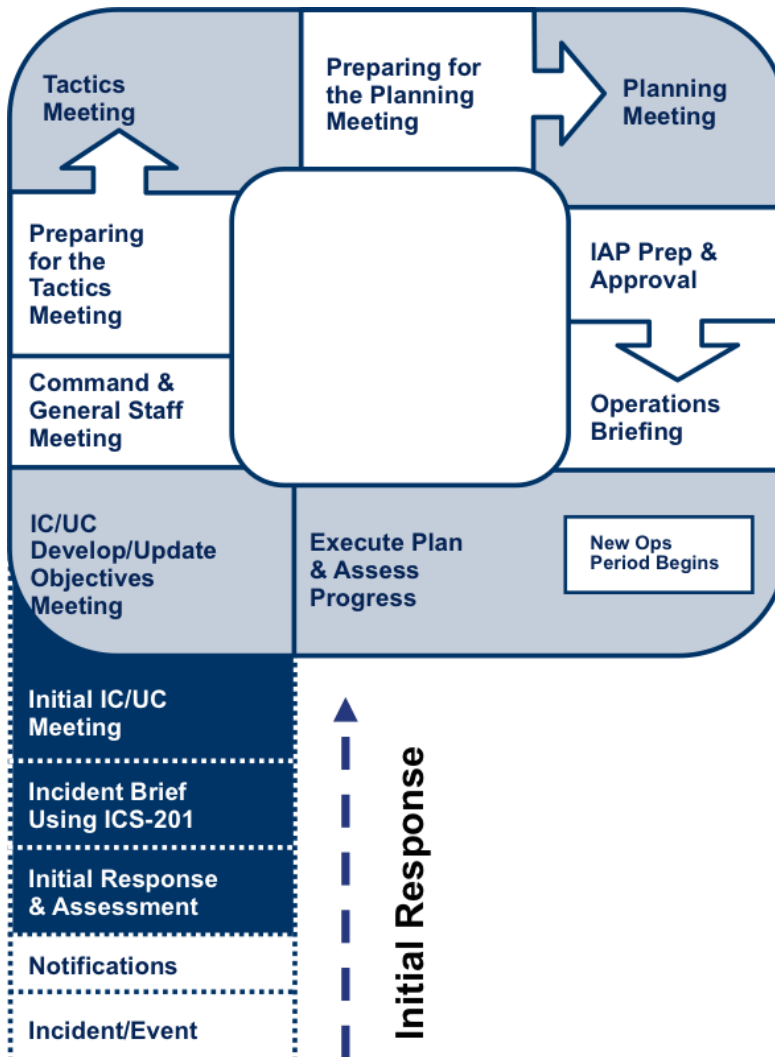 Tactics
Meeting
Preparing for
the Planning
Meeting
Planning
Meeting
Preparing
for the
Tactics
Meeting
IAP Prep &
Approval
Command &
General Staff
Meeting
Operations
Briefing
IC/UC
Develop/Update
Objectives
Meeting
Execute Plan
& Assess
Progress
New Ops
Period Begins
Initial IC/UC
Meeting
Incident Brief
Using ICS-201
Initial Response
& Assessment
Notifications
Incident/Event
Initial Response